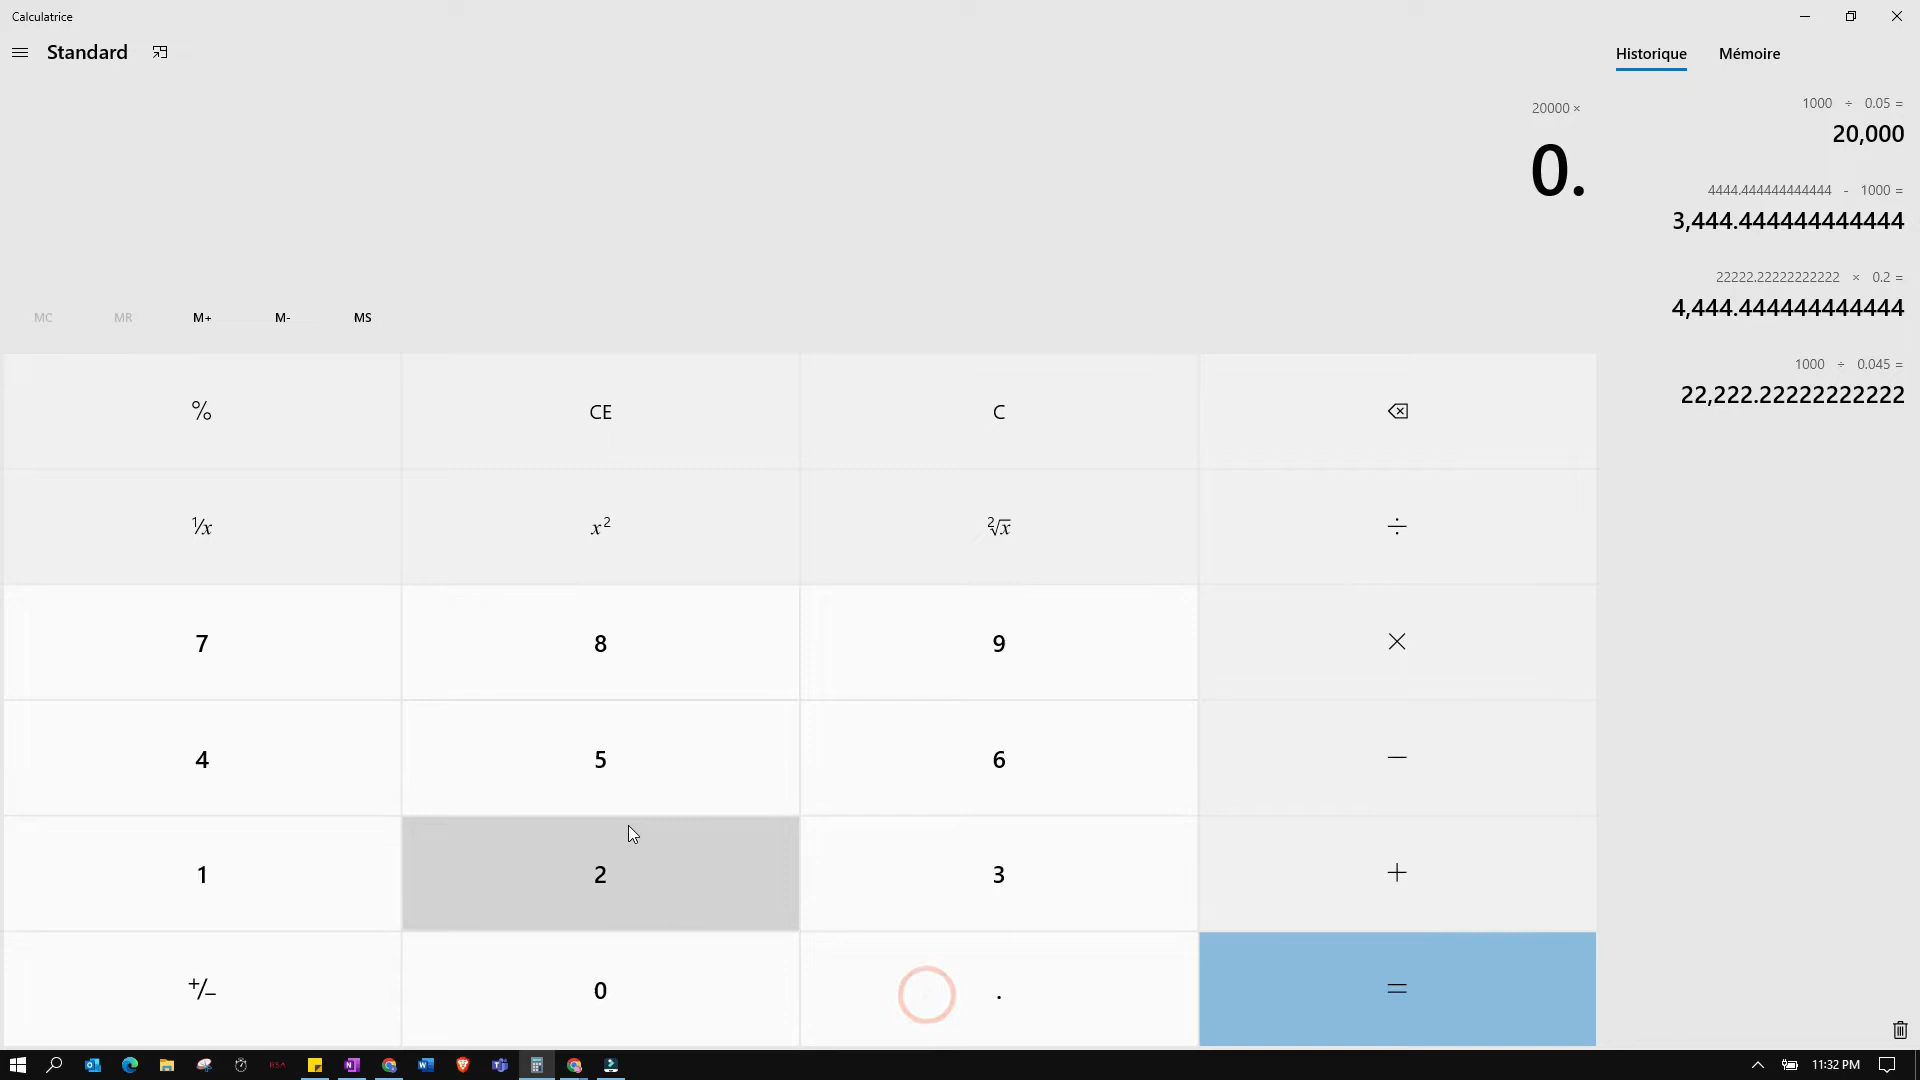 Calculatrice
Standard
Historique Mémoire
20000 ×
0.
1000 ÷ 0.05 =
20,000
4444.444444444444 - 1000 =
3,444.444444444444
22222.22222222222 × 0.2 =
4,444.444444444444
1000 ÷ 0.045 =
22,222.22222222222
MC MR M+ M- MS
% CE C
1/x x² ²√x ÷
7 8 9 ×
4 5 6 −
1 2 3 +
+/− 0 . =
11:32 PM